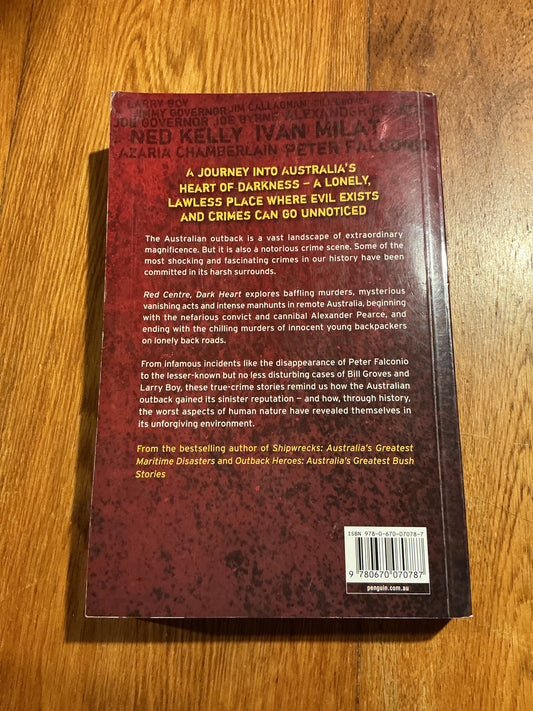 LARRY BOY
JIMMY GOVERNOR JIM CALLAGHAN BILL GROVES
JOE GOVERNOR JOE BYRNE ALEXANDER PEARCE
NED KELLY IVAN MILAT
AZARIA CHAMBERLAIN PETER FALCONIO
A JOURNEY INTO AUSTRALIA'S
HEART OF DARKNESS – A LONELY,
LAWLESS PLACE WHERE EVIL EXISTS
AND CRIMES CAN GO UNNOTICED
The Australian outback is a vast landscape of extraordinary
magnificence. But it is also a notorious crime scene. Some of the
most shocking and fascinating crimes in our history have been
committed in its harsh surrounds.
Red Centre, Dark Heart explores baffling murders, mysterious
vanishing acts and intense manhunts in remote Australia, beginning
with the nefarious convict and cannibal Alexander Pearce, and
ending with the chilling murders of innocent young backpackers
on lonely back roads.
From infamous incidents like the disappearance of Peter Falconio
to the lesser-known but no less disturbing cases of Bill Groves and
Larry Boy, these true-crime stories remind us how the Australian
outback gained its sinister reputation – and how, through history,
the worst aspects of human nature have revealed themselves in
its unforgiving environment.
From the bestselling author of Shipwrecks: Australia's Greatest
Maritime Disasters and Outback Heroes: Australia's Greatest Bush
Stories
ISBN 978-0-670-07078-7
9 780670 070787
penguin.com.au